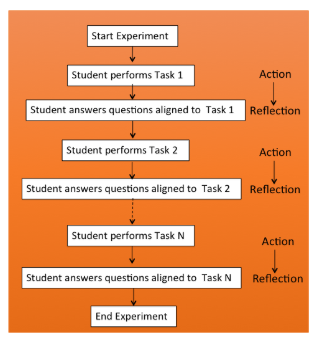 Start Experiment
Student performs Task 1
Action
Student answers questions aligned to Task 1
Reflection
Student performs Task 2
Action
Student answers questions aligned to Task 2
Reflection
Student performs Task N
Action
Student answers questions aligned to Task N
Reflection
End Experiment